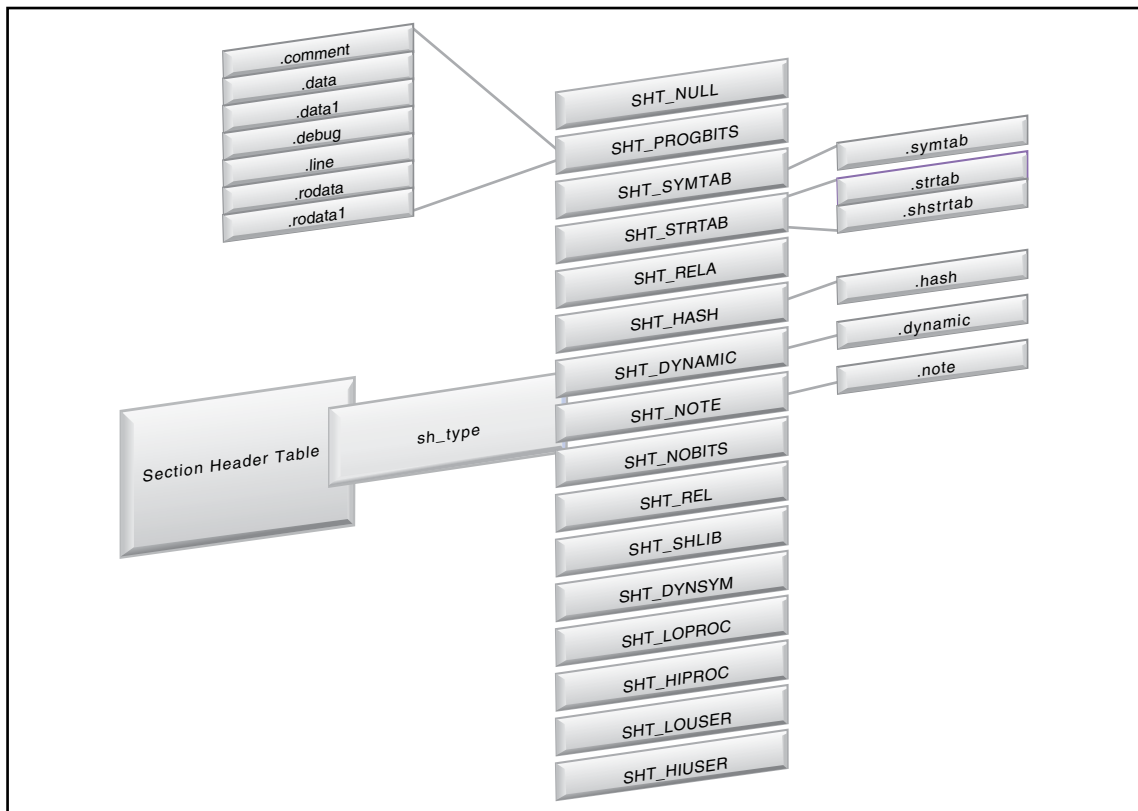 .comment
.data
.data1
.debug
.line
.rodata
.rodata1
Section Header Table
sh_type
SHT_NULL
SHT_PROGBITS
SHT_SYMTAB
SHT_STRTAB
SHT_RELA
SHT_HASH
SHT_DYNAMIC
SHT_NOTE
SHT_NOBITS
SHT_REL
SHT_SHLIB
SHT_DYNSYM
SHT_LOPROC
SHT_HIPROC
SHT_LOUSER
SHT_HIUSER
.symtab
.strtab
.shstrtab
.hash
.dynamic
.note